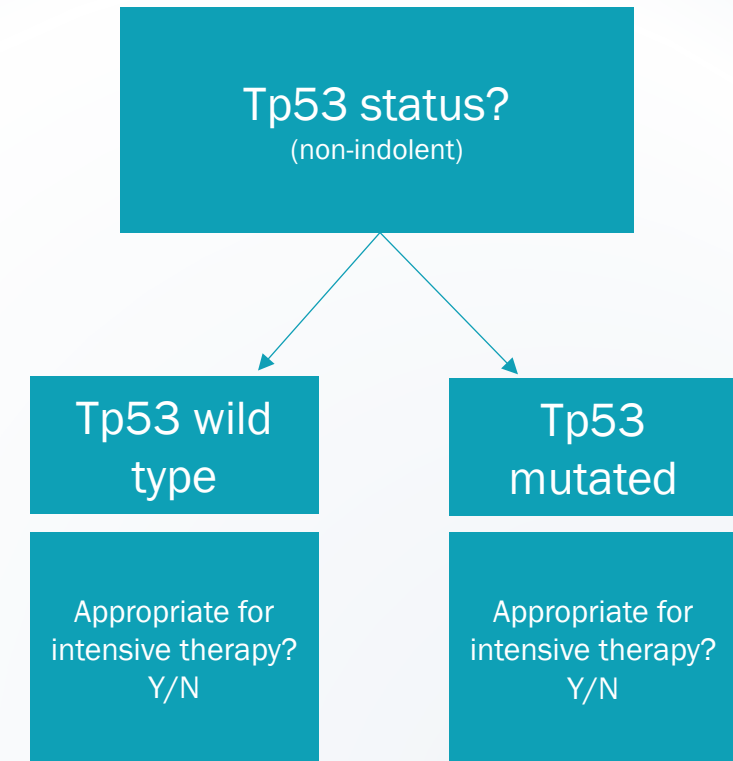 Tp53 status?
(non-indolent)
Tp53 wild
type
Tp53
mutated
Appropriate for
intensive therapy?
Y/N
Appropriate for
intensive therapy?
Y/N